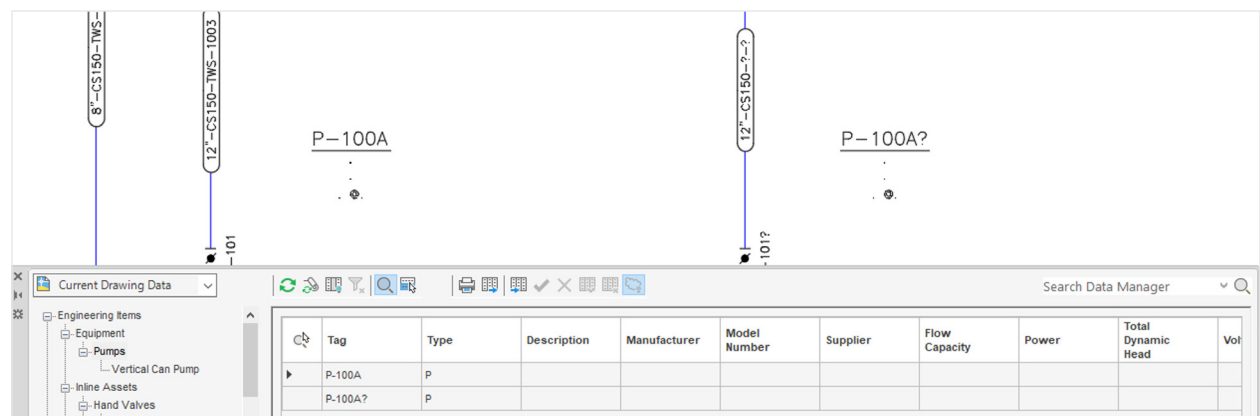 8"-CS150-TWS-
12"-CS150-TWS-1003
P-100A
-101
12"-CS150-?-?
P-100A?
-101?
Current Drawing Data
Search Data Manager
Engineering Items
Equipment
Pumps
Vertical Can Pump
Inline Assets
Hand Valves
Tag Type Description Manufacturer Model Number Supplier Flow Capacity Power Total Dynamic Head Vol
P-100A P
P-100A? P